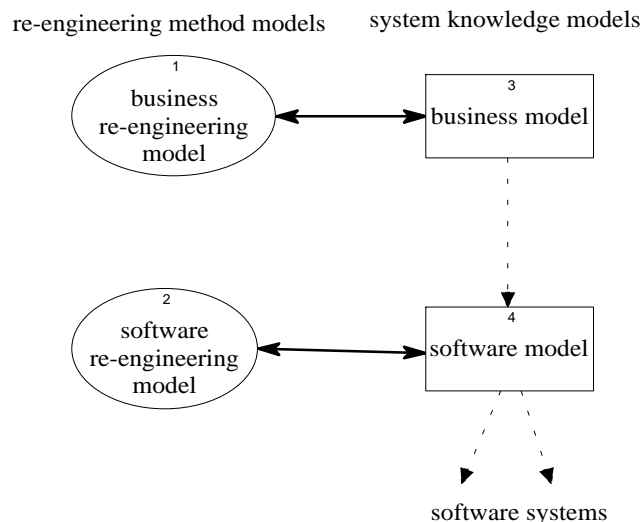 re-engineering method models
system knowledge models
1
business
re-engineering
model
3
business model
2
software
re-engineering
model
4
software model
software systems